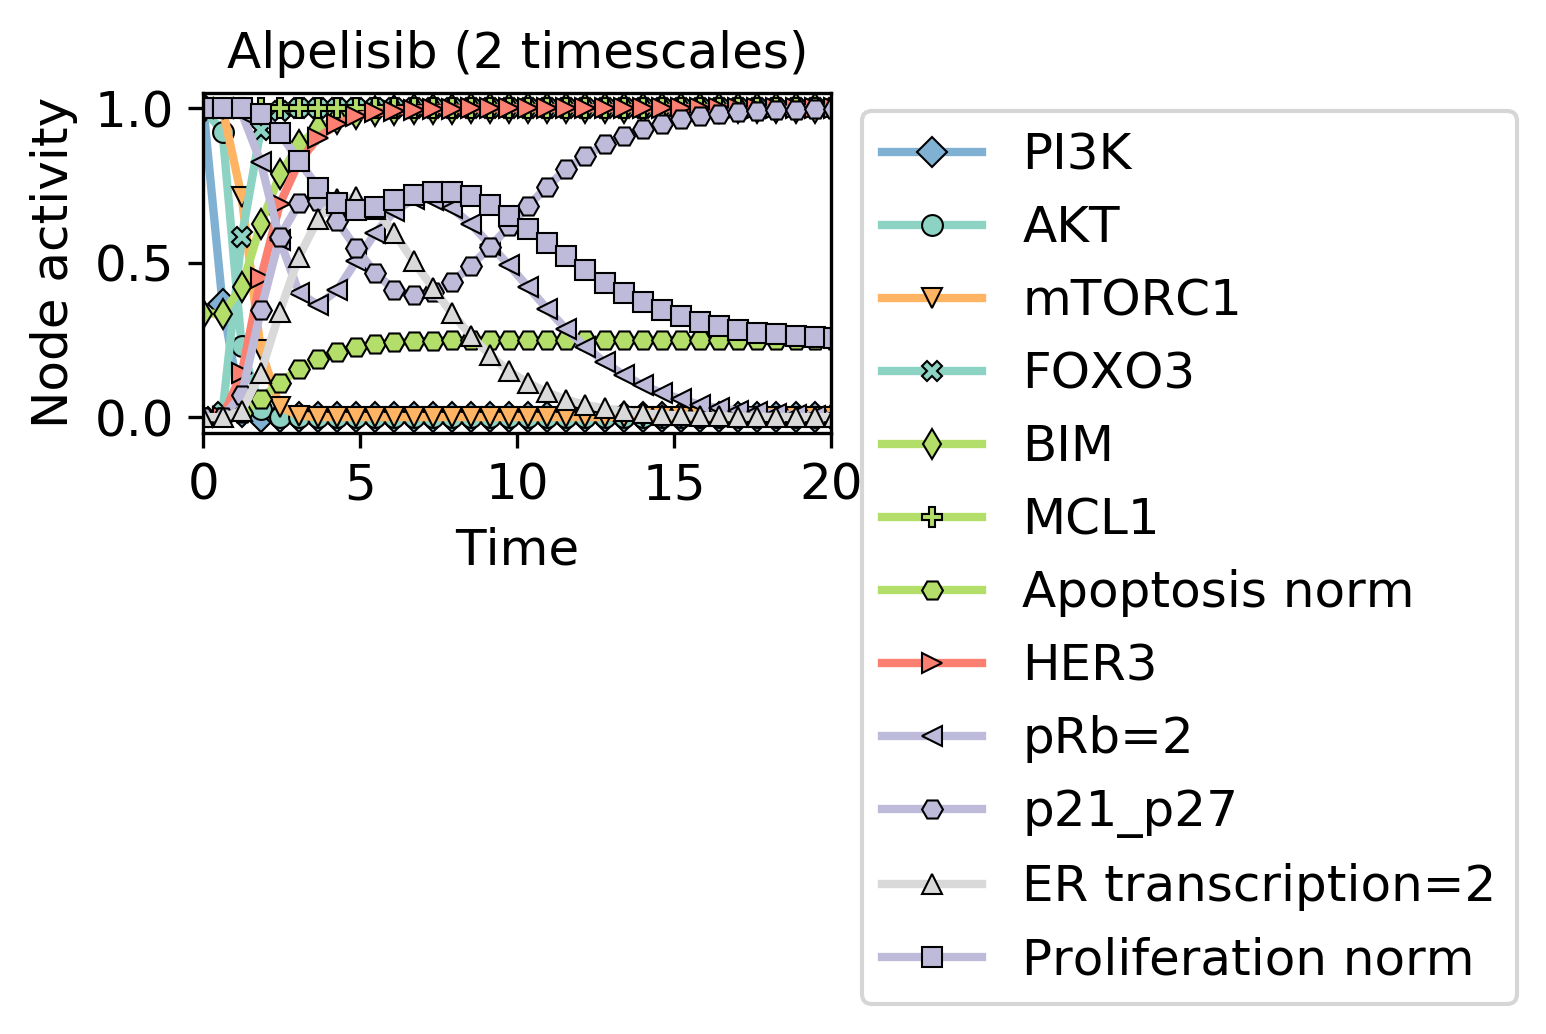 Alpelisib (2 timescales)
Node activity
1.0
0.5
0.0
0 5 10 15 20
Time
PI3K
AKT
mTORC1
FOXO3
BIM
MCL1
Apoptosis norm
HER3
pRb=2
p21_p27
ER transcription=2
Proliferation norm